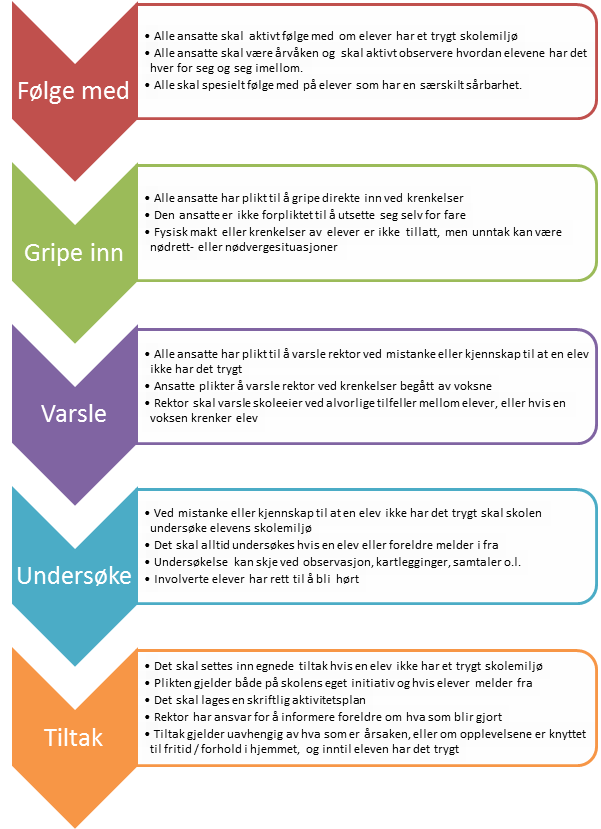 Følge med
• Alle ansatte skal aktivt følge med om elever har et trygt skolemiljø
• Alle ansatte skal være årvåken og skal aktivt observere hvordan elevene har det
hver for seg og seg imellom.
• Alle skal spesielt følge med på elever som har en særskilt sårbarhet.
Gripe inn
• Alle ansatte har plikt til å gripe direkte inn ved krenkelser
• Den ansatte er ikke forpliktet til å utsette seg selv for fare
• Fysisk makt eller krenkelser av elever er ikke tillatt, men unntak kan være
nødrett- eller nødvergesituasjoner
Varsle
• Alle ansatte har plikt til å varsle rektor ved mistanke eller kjennskap til at en elev
ikke har det trygt
• Ansatte plikter å varsle rektor ved krenkelser begått av voksne
• Rektor skal varsle skoleeier ved alvorlige tilfeller mellom elever, eller hvis en
voksen krenker elev
Undersøke
• Ved mistanke eller kjennskap til at en elev ikke har det trygt skal skolen
undersøke elevens skolemiljø
• Det skal alltid undersøkes hvis en elev eller foreldre melder i fra
• Undersøkelse kan skje ved observasjon, kartlegginger, samtaler o.l.
• Involverte elever har rett til å bli hørt
Tiltak
• Det skal settes inn egnede tiltak hvis en elev ikke har et trygt skolemiljø
• Plikten gjelder både på skolens eget initiativ og hvis elever melder fra
• Det skal lages en skriftlig aktivitetsplan
• Rektor har ansvar for å informere foreldre om hva som blir gjort
• Tiltak gjelder uavhengig av hva som er årsaken, eller om opplevelsene er knyttet
til fritid / forhold i hjemmet, og inntil eleven har det trygt